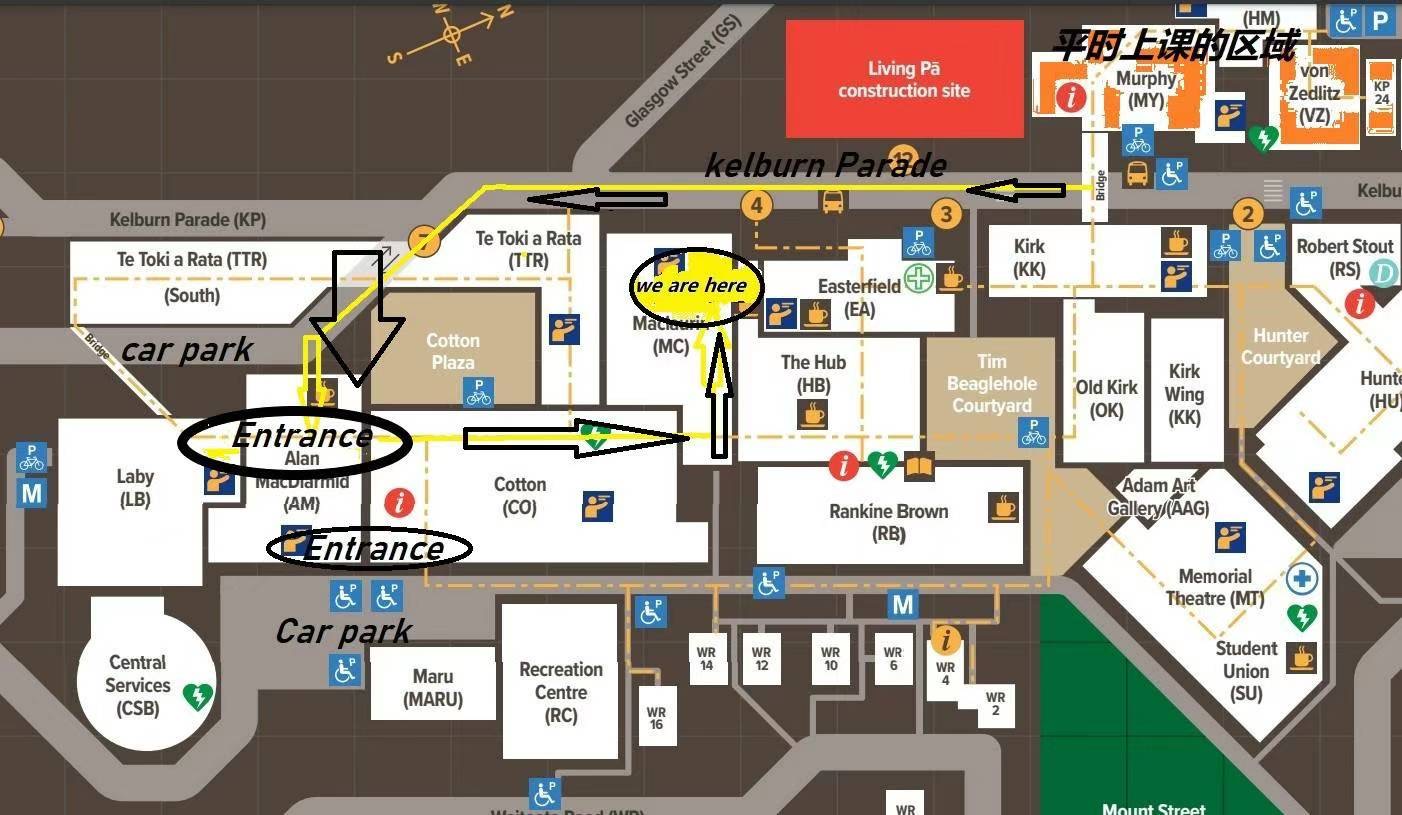 N
S
E
Glasgow Street (GS)
Living Pā
construction site
(HM)
P
P
平时上课的区域
Murphy
(MY)
von
Zedlitz
(VZ)
KP
24
i
P
P
12
kelburn Parade
Bridge
Kelbu
Kelburn Parade (KP)
7
4
3
2
P
P
P
P
Te Toki a Rata (TTR)
(South)
Te Toki a Rata
(TTR)
Kirk
(KK)
Robert Stout
(RS)
D
i
we are here
(MC)
Easterfield
(EA)
Bridge
car park
Cotton
Plaza
P
The Hub
(HB)
Tim
Beaglehole
Courtyard
P
Old Kirk
(OK)
Kirk
Wing
(KK)
Hunter
Courtyard
Hunte
(HU)
Entrance
Alan
MacDiarmid
(AM)
P
M
Laby
(LB)
i
Cotton
(CO)
i
Rankine Brown
(RB)
Adam Art
Gallery (AAG)
Entrance
Memorial
Theatre (MT)
P
P
P
P
M
Car park
P
Central
Services
(CSB)
Maru
(MARU)
Recreation
Centre
(RC)
WR
14
WR
12
WR
10
WR
6
i
WR
4
WR
2
WR
16
Student
Union
(SU)
P
WR
Mount Street